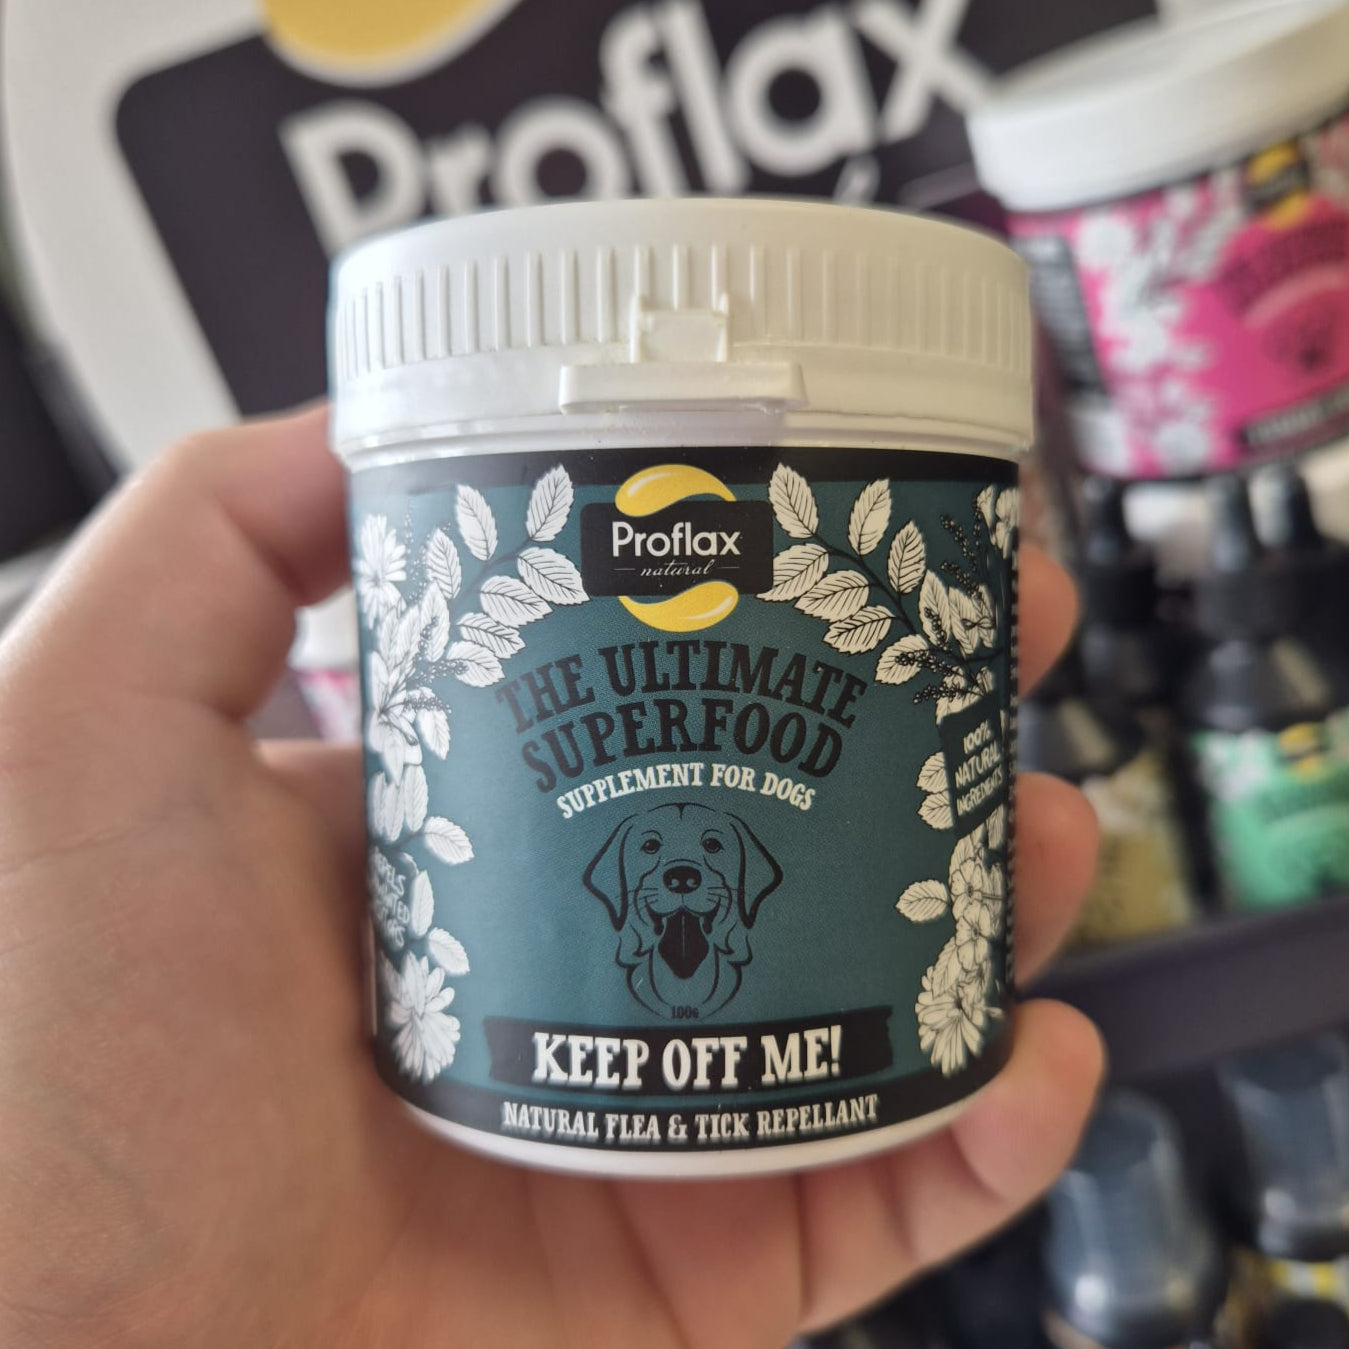 Proflax
Proflax
natural
THE ULTIMATE
SUPERFOOD
SUPPLEMENT FOR DOGS
100%
NATURAL
INGREDIENTS
100g
KEEP OFF ME!
NATURAL FLEA & TICK REPELLANT